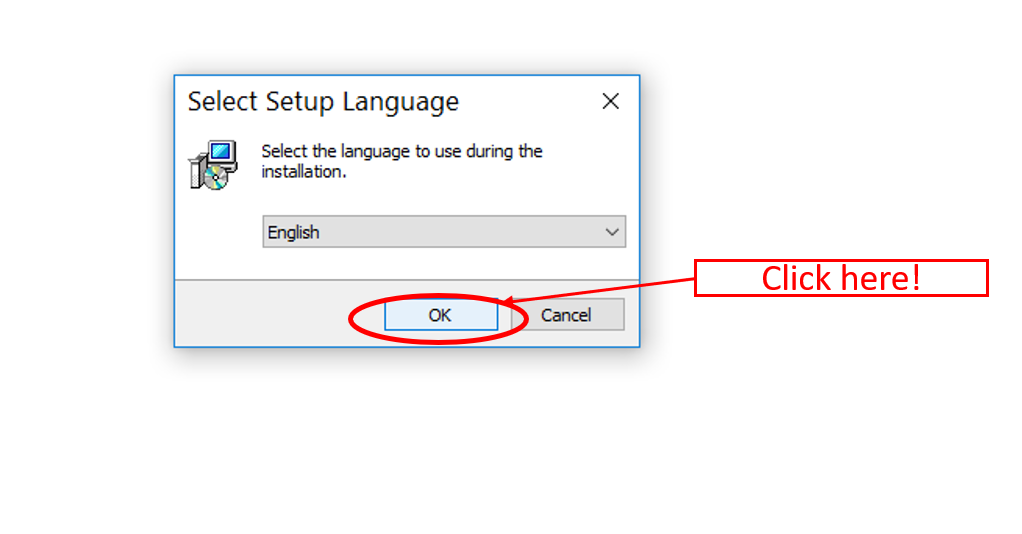 Select Setup Language
Select the language to use during the
installation.
English
Click here!
OK
Cancel